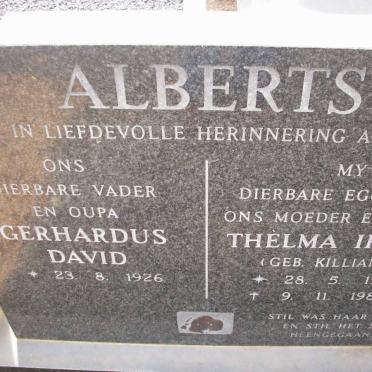 ALBERTS
IN LIEFDEVOLLE HERINNERING A
ONS
DIERBARE VADER
EN OUPA
GERHARDUS
DAVID
* 23. 8. 1926
MY
DIERBARE EG
ONS MOEDER E
THELMA I
(GEB. KILLIAN
* 28. 5. 1
† 9. 11. 198
STIL WAS HAAR
EN STIL HET
HEENGEGAAN